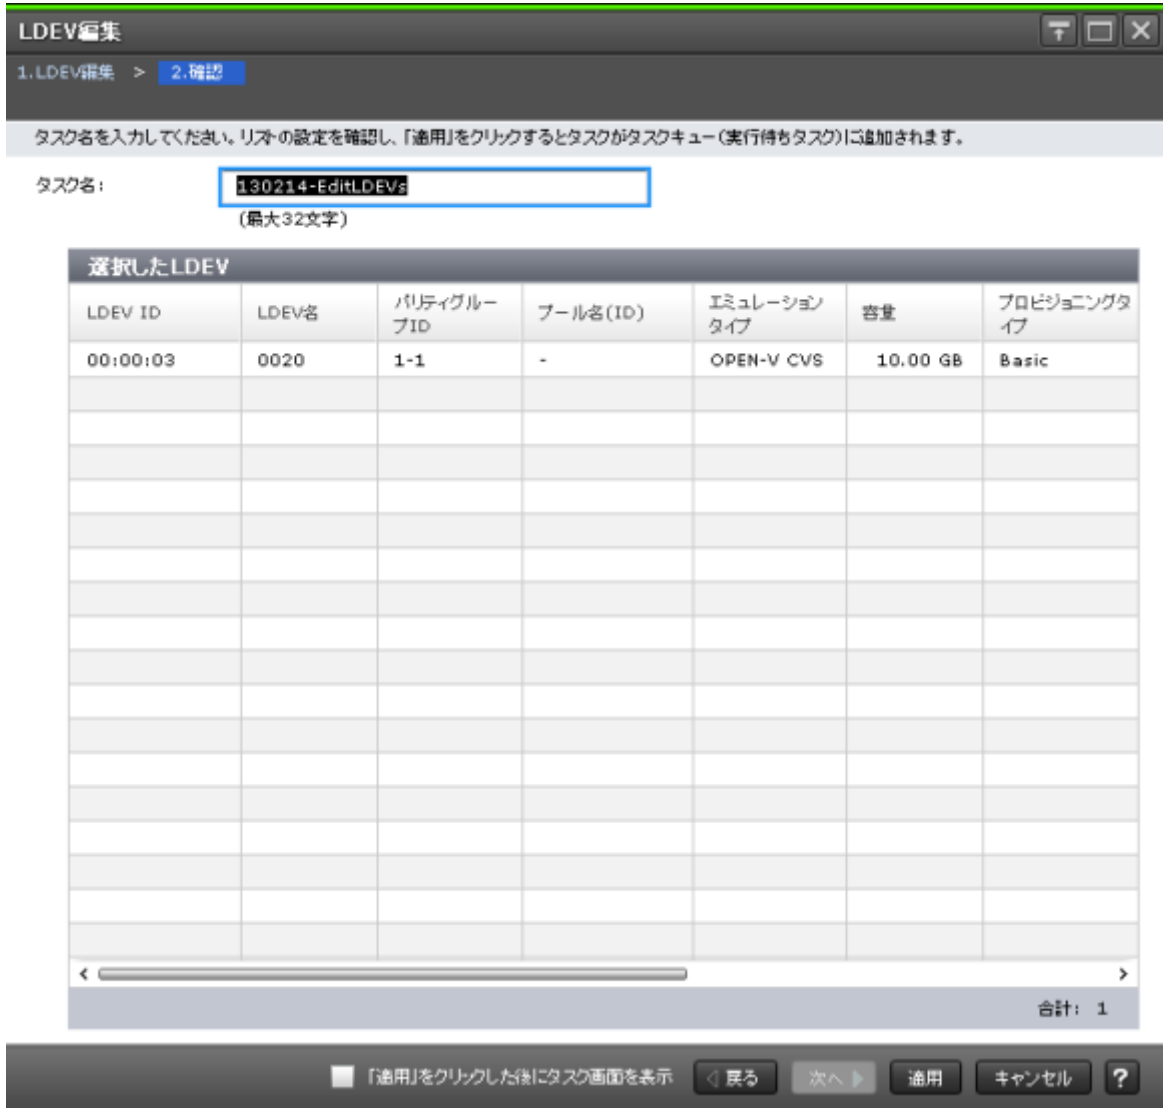 LDEV編集
1.LDEV編集 > 2.確認
タスク名を入力してください。リストの設定を確認し、「適用」をクリックするとタスクがタスクキュー(実行待ちタスク)に追加されます。
タスク名: 130214-EditLDEVs
(最大32文字)
選択したLDEV
LDEV ID LDEV名 パリティグルー プール名(ID) エミュレーション 容量 プロビジョニングタ
プID タイプ イプ
00:00:03 0020 1-1 - OPEN-V CVS 10.00 GB Basic
合計: 1
「適用」をクリックした後にタスク画面を表示 戻る 次へ 適用 キャンセル ?